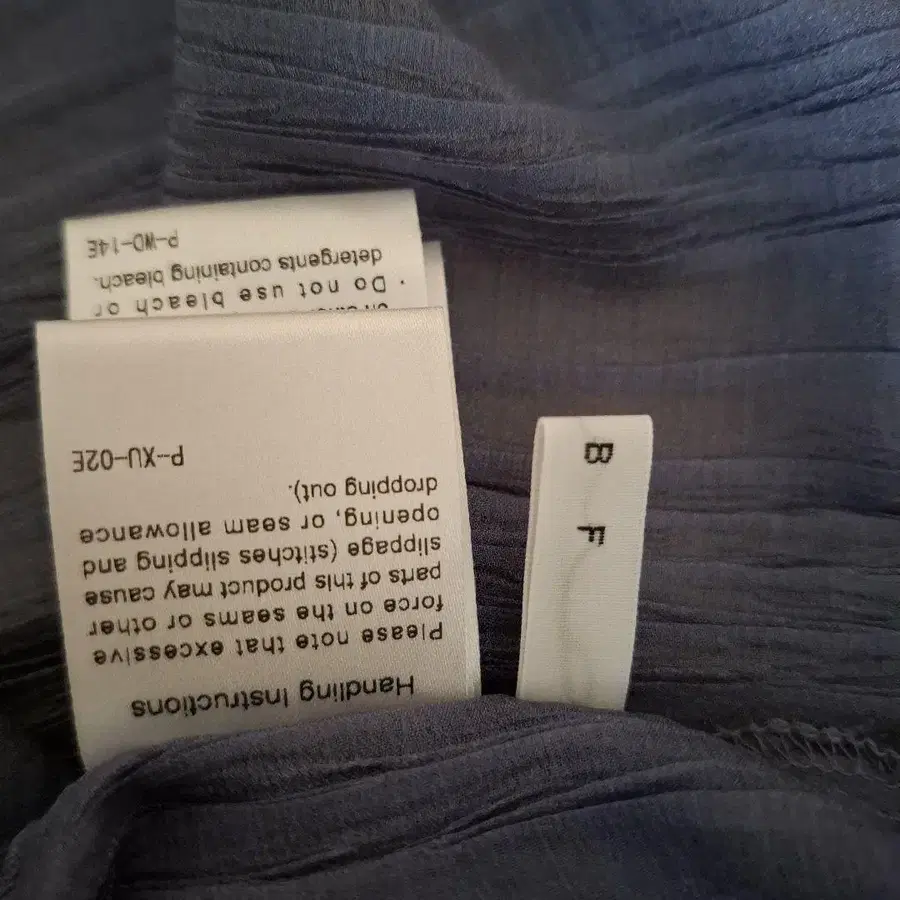 Handling Instructions
Please note that excessive
force on the seams or other
parts of this product may cause
slippage (stitches slipping and
opening, or seam allowance
dropping out).
P-XU-02E
· Do not use bleach or
detergents containing bleach.
P-WD-14E
B F